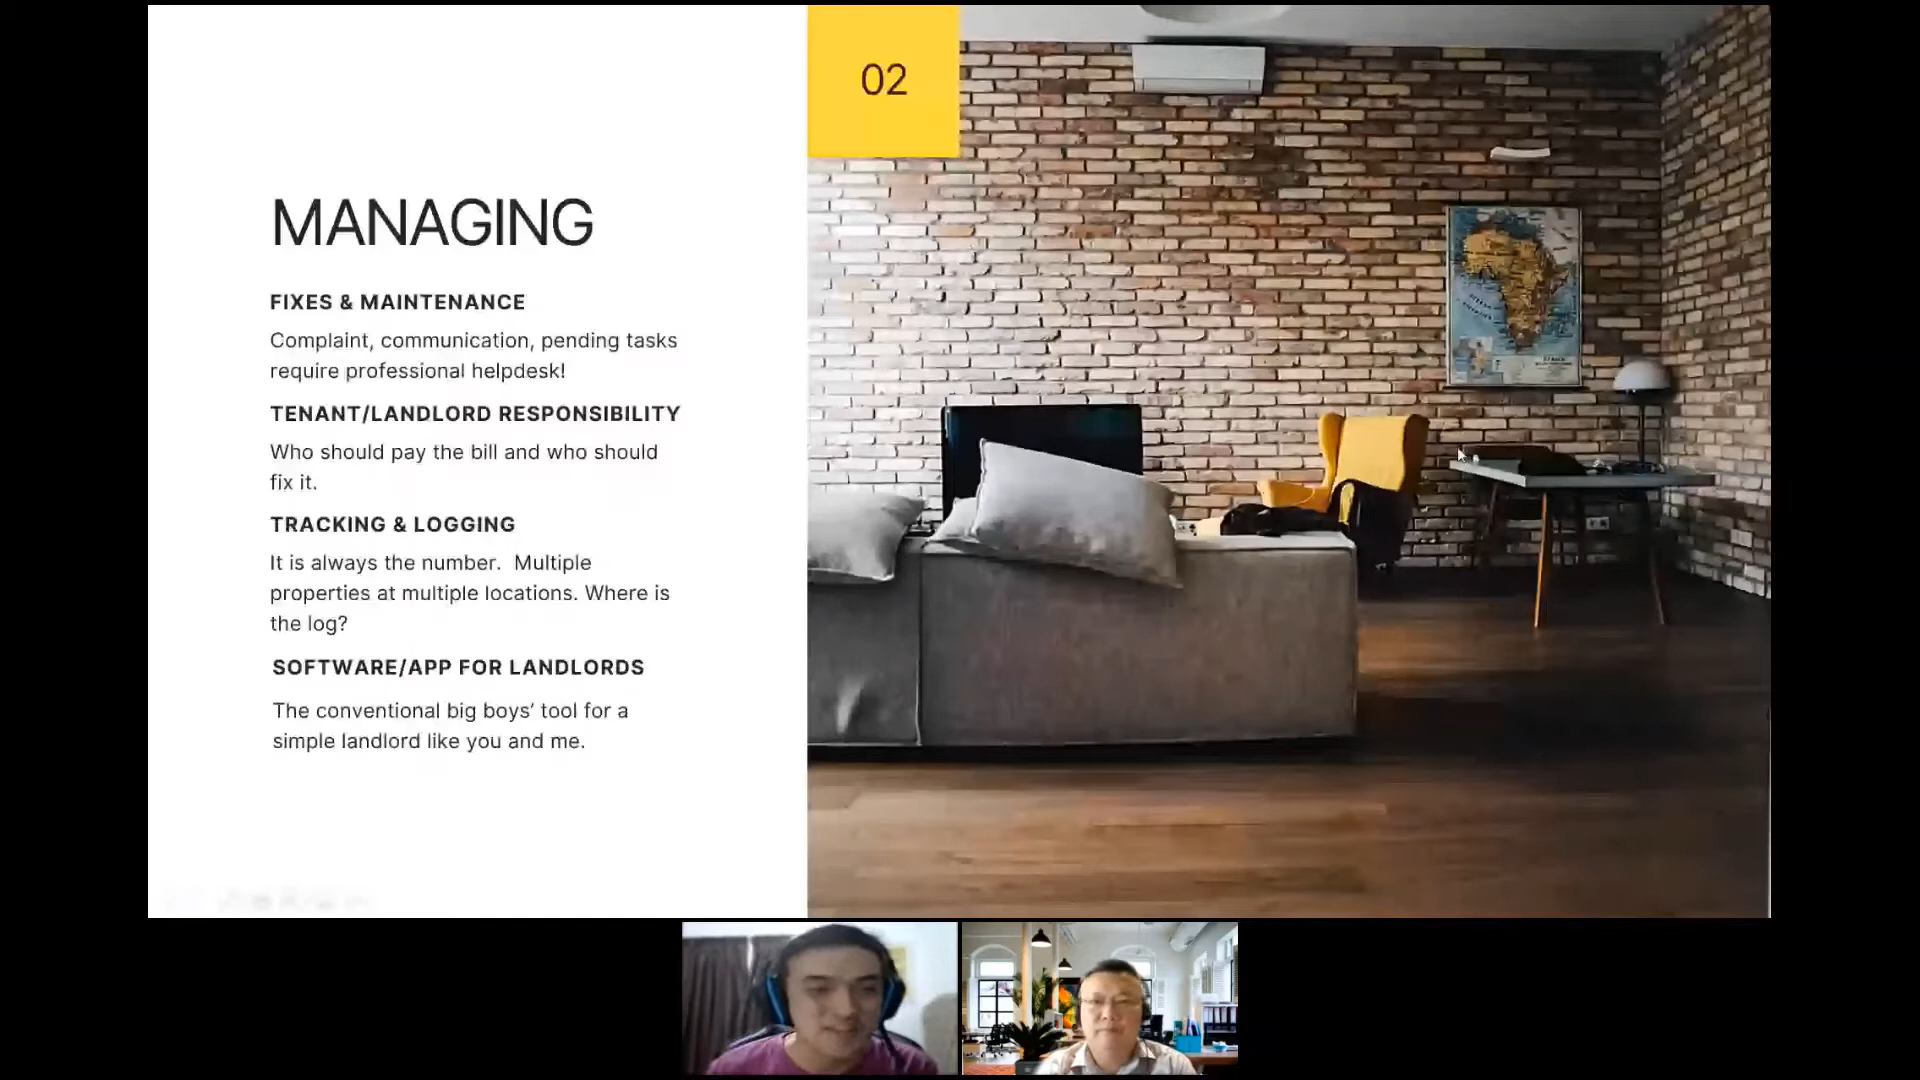 02
MANAGING
FIXES & MAINTENANCE
Complaint, communication, pending tasks
require professional helpdesk!
TENANT/LANDLORD RESPONSIBILITY
Who should pay the bill and who should
fix it.
TRACKING & LOGGING
It is always the number.  Multiple
properties at multiple locations. Where is
the log?
SOFTWARE/APP FOR LANDLORDS
The conventional big boys’ tool for a
simple landlord like you and me.